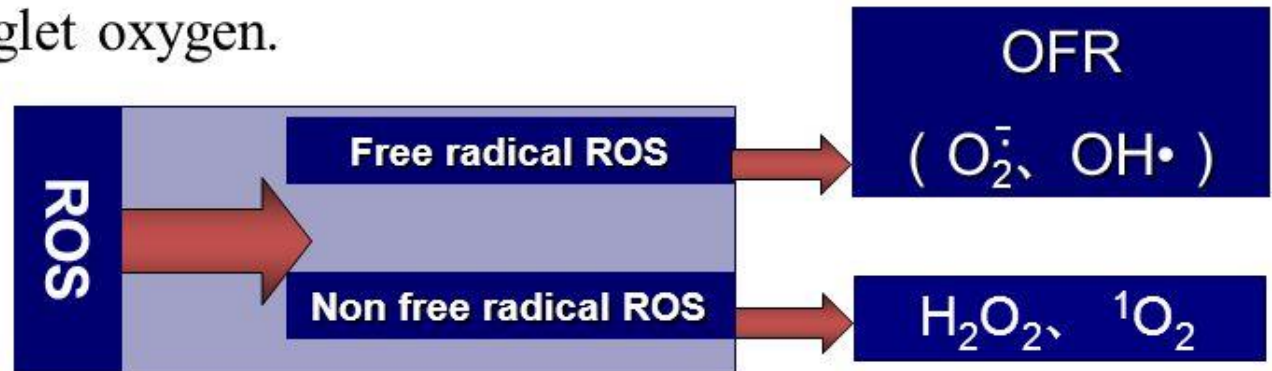 glet oxygen.
ROS
Free radical ROS
Non free radical ROS
OFR
( O₂⁻̇、 OH• )
H₂O₂、 ¹O₂